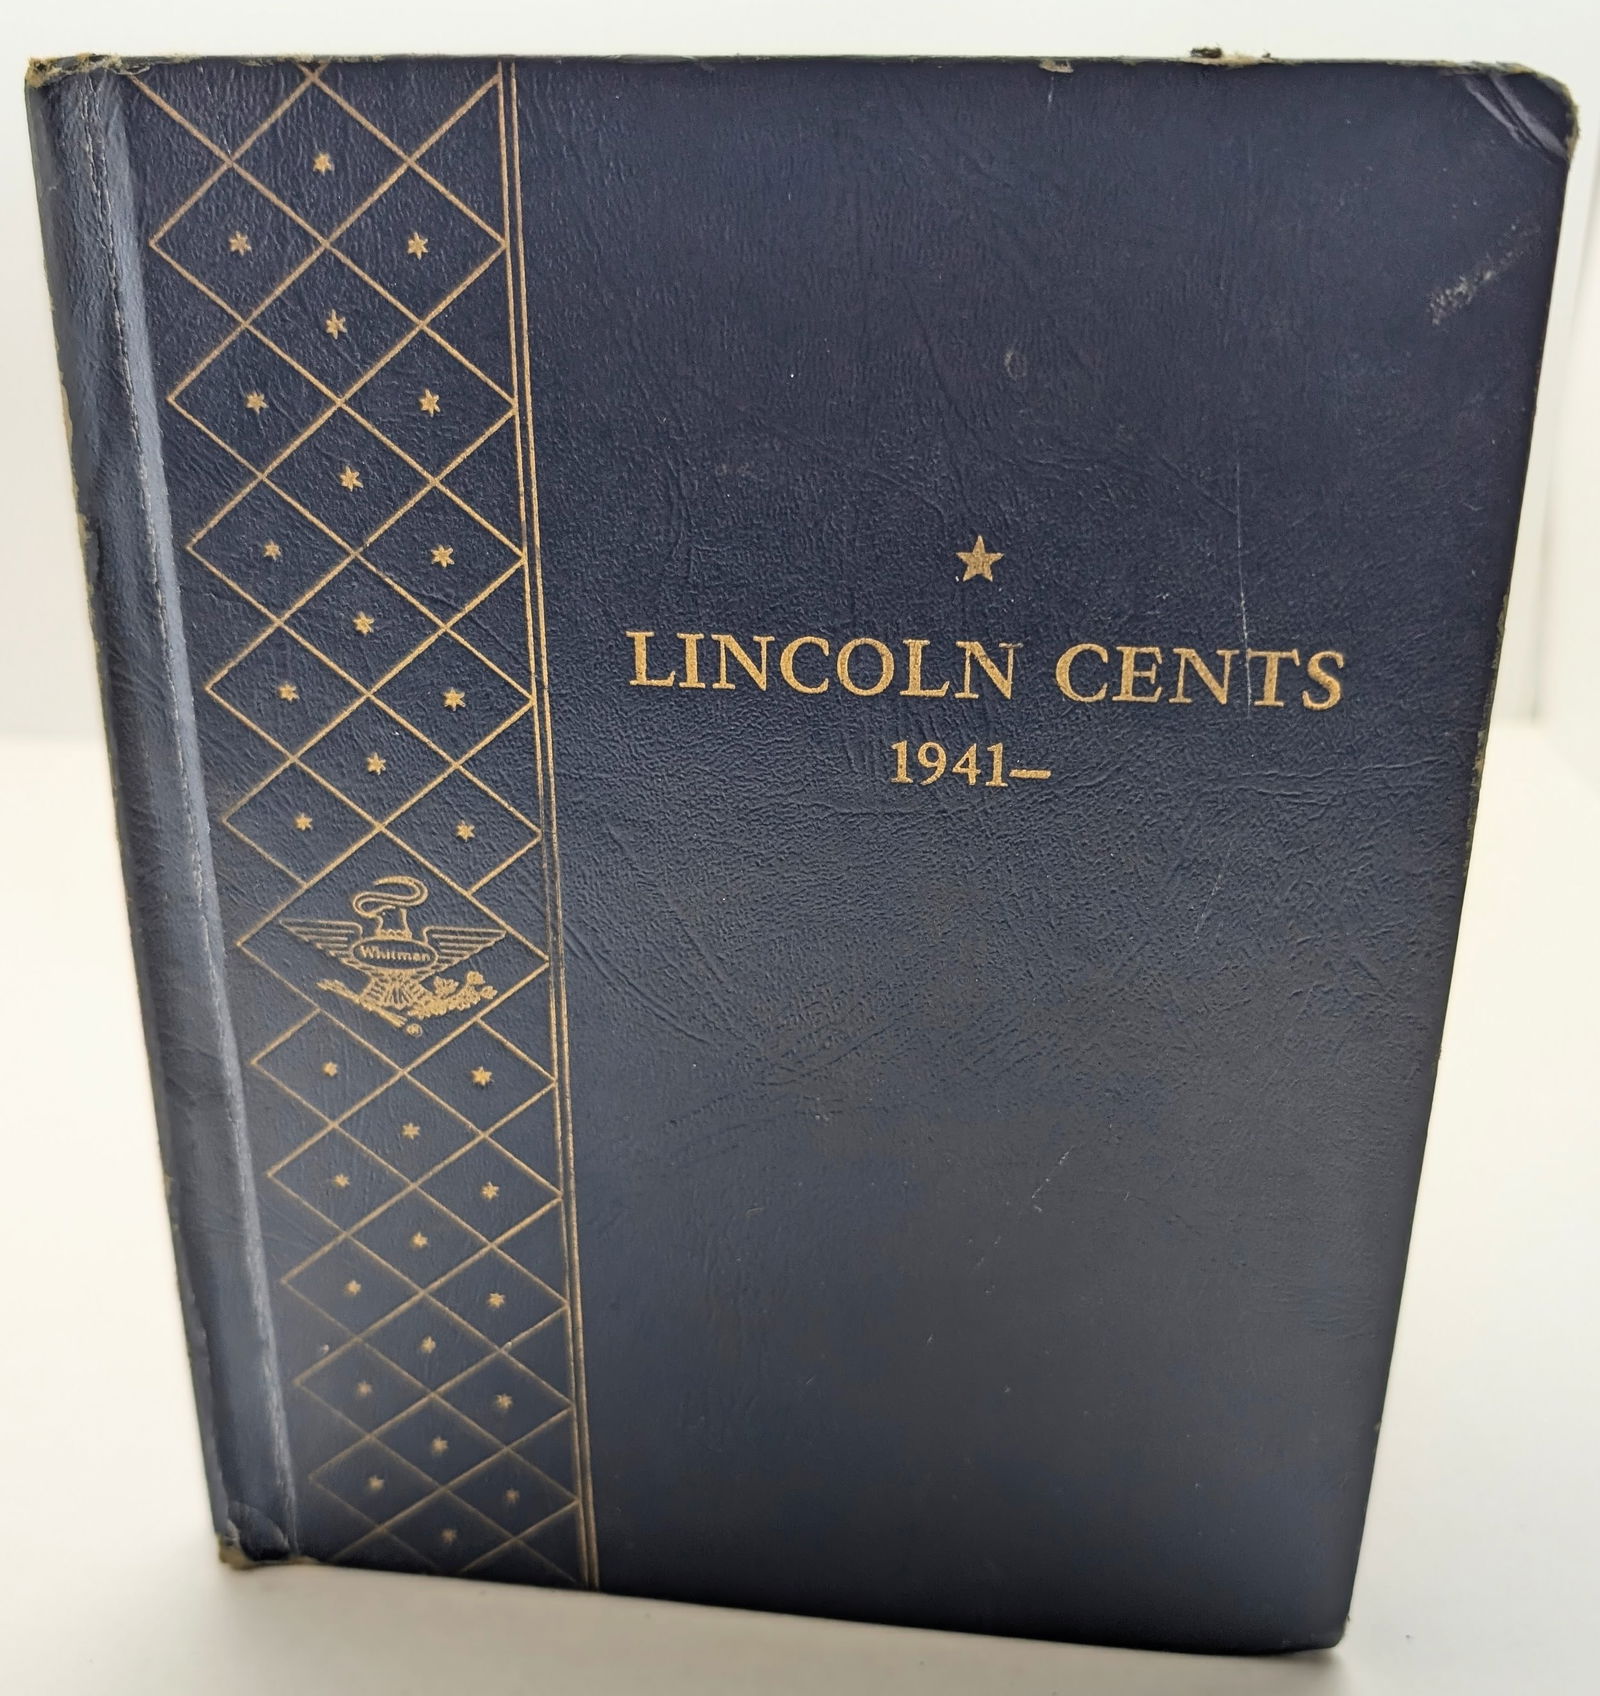 LINCOLN CENTS
1941–
Whitman
®